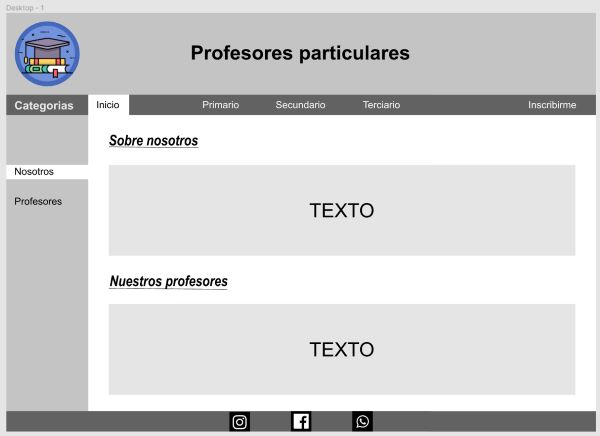 Desktop - 1
Profesores particulares
Categorias
Inicio
Primario
Secundario
Terciario
Inscribirme
Nosotros
Profesores
Sobre nosotros
TEXTO
Nuestros profesores
TEXTO